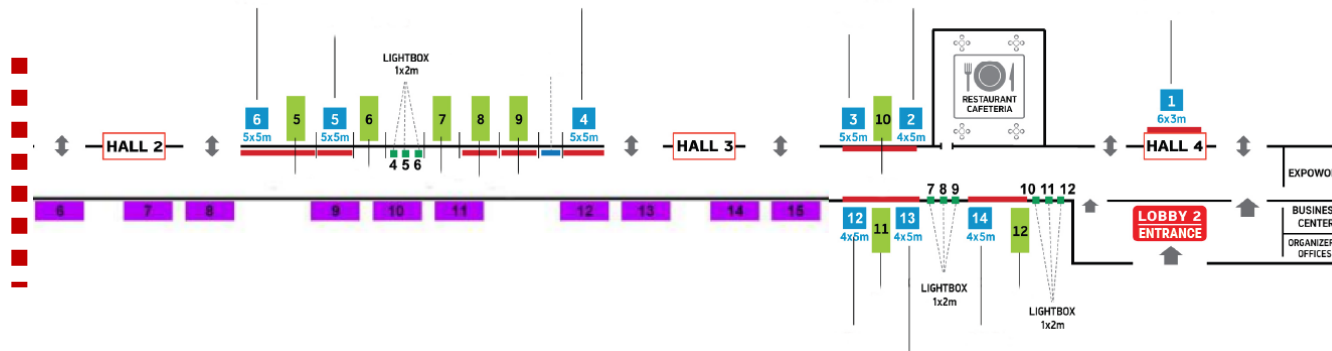 LIGHTBOX
1x2m
RESTAURANT
CAFETERIA
6
5x5m
5
5
5x5m
6
7
8
9
4
5x5m
3
5x5m
10
2
4x5m
1
6x3m
HALL 2
HALL 3
HALL 4
4 5 6
EXPOWO
6
7
8
9
10
11
12
13
14
15
7 8 9
10 11 12
12
4x5m
11
13
4x5m
14
4x5m
12
LOBBY 2
ENTRANCE
BUSINES
CENTER
ORGANIZER
OFFICES
LIGHTBOX
1x2m
LIGHTBOX
1x2m